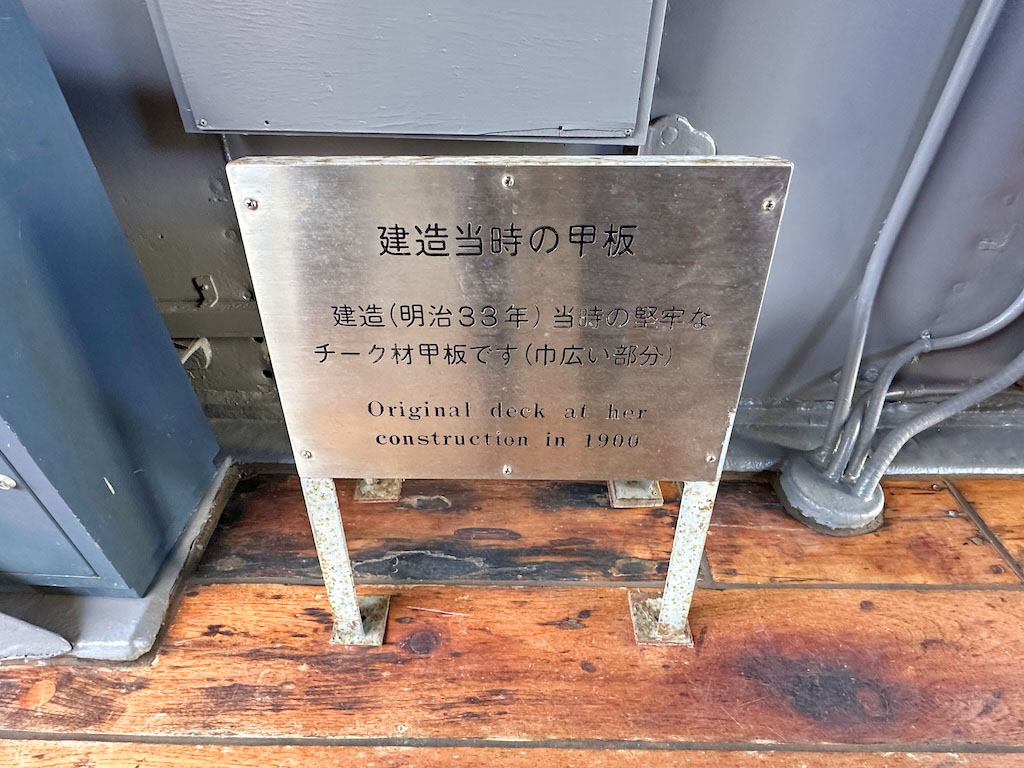 建造当時の甲板
建造(明治33年)当時の堅牢な
チーク材甲板です(巾広い部分)
Original deck at her
construction in 1900